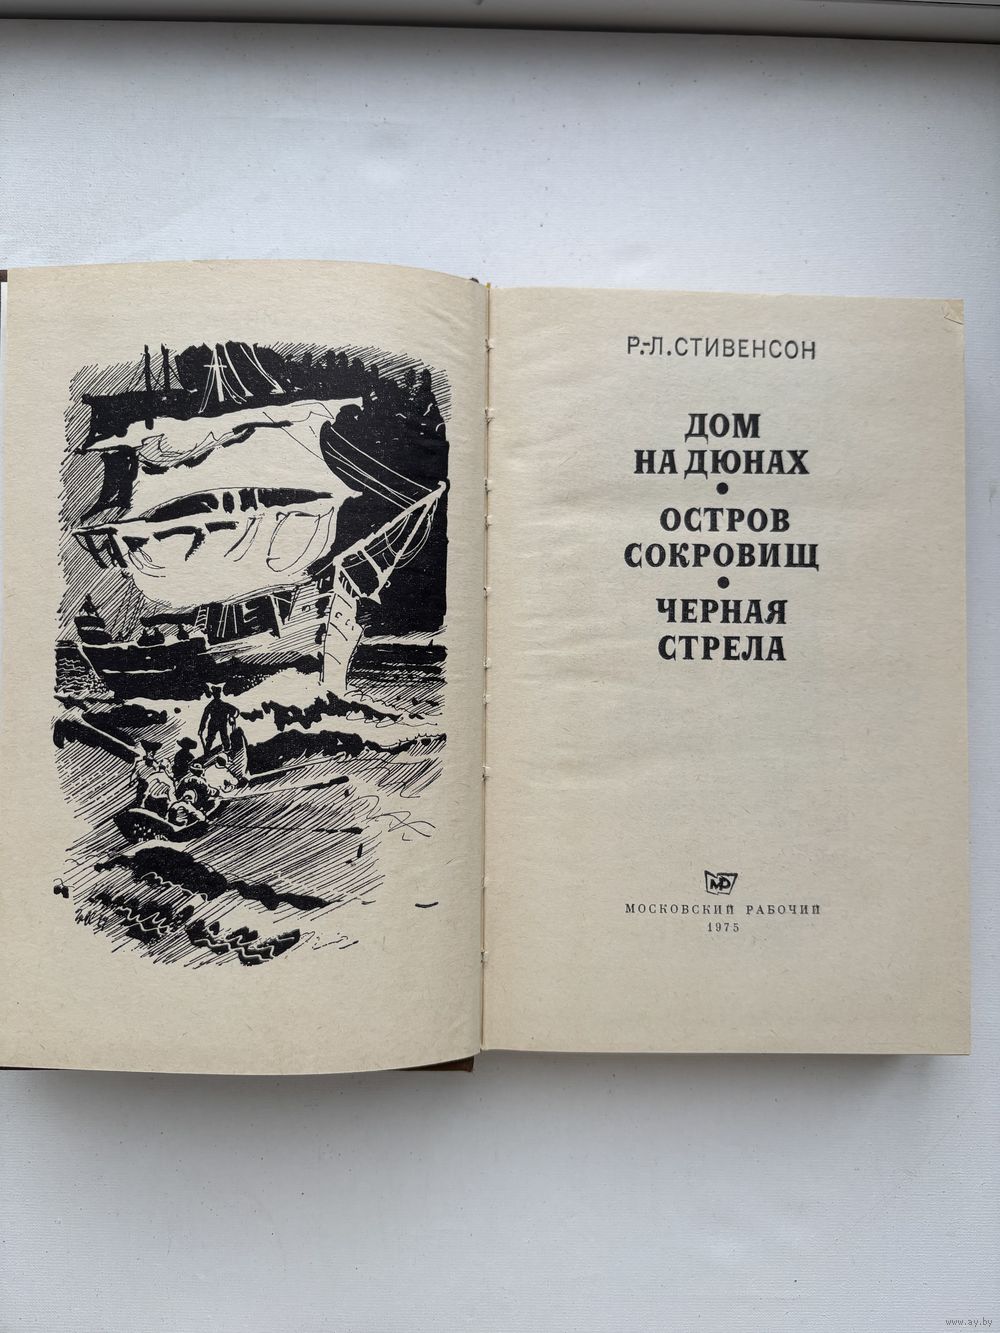 Р.-Л. СТИВЕНСОН
ДОМ
НА ДЮНАХ
•
ОСТРОВ
СОКРОВИЩ
•
ЧЕРНАЯ
СТРЕЛА
МР
МОСКОВСКИЙ РАБОЧИЙ
1975
www.ay.by